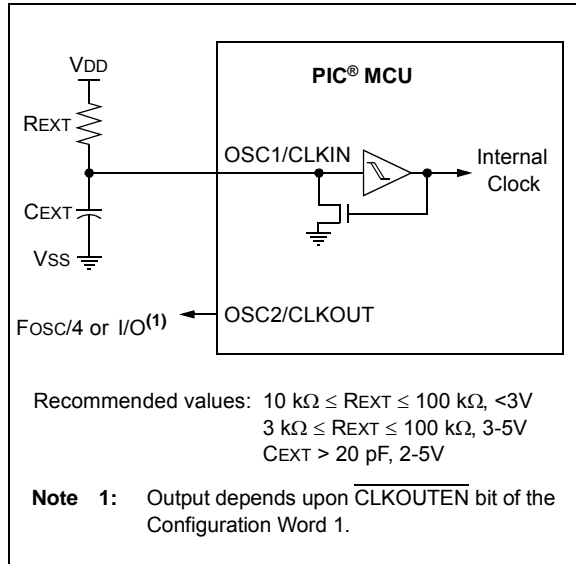 VDD
PIC® MCU
REXT
OSC1/CLKIN
Internal
Clock
CEXT
VSS
OSC2/CLKOUT
FOSC/4 or I/O(1)
Recommended values: 10 kΩ ≤ REXT ≤ 100 kΩ, <3V
3 kΩ ≤ REXT ≤ 100 kΩ, 3-5V
CEXT > 20 pF, 2-5V
Note 1: Output depends upon C̅L̅K̅O̅U̅T̅E̅N̅ bit of the
Configuration Word 1.